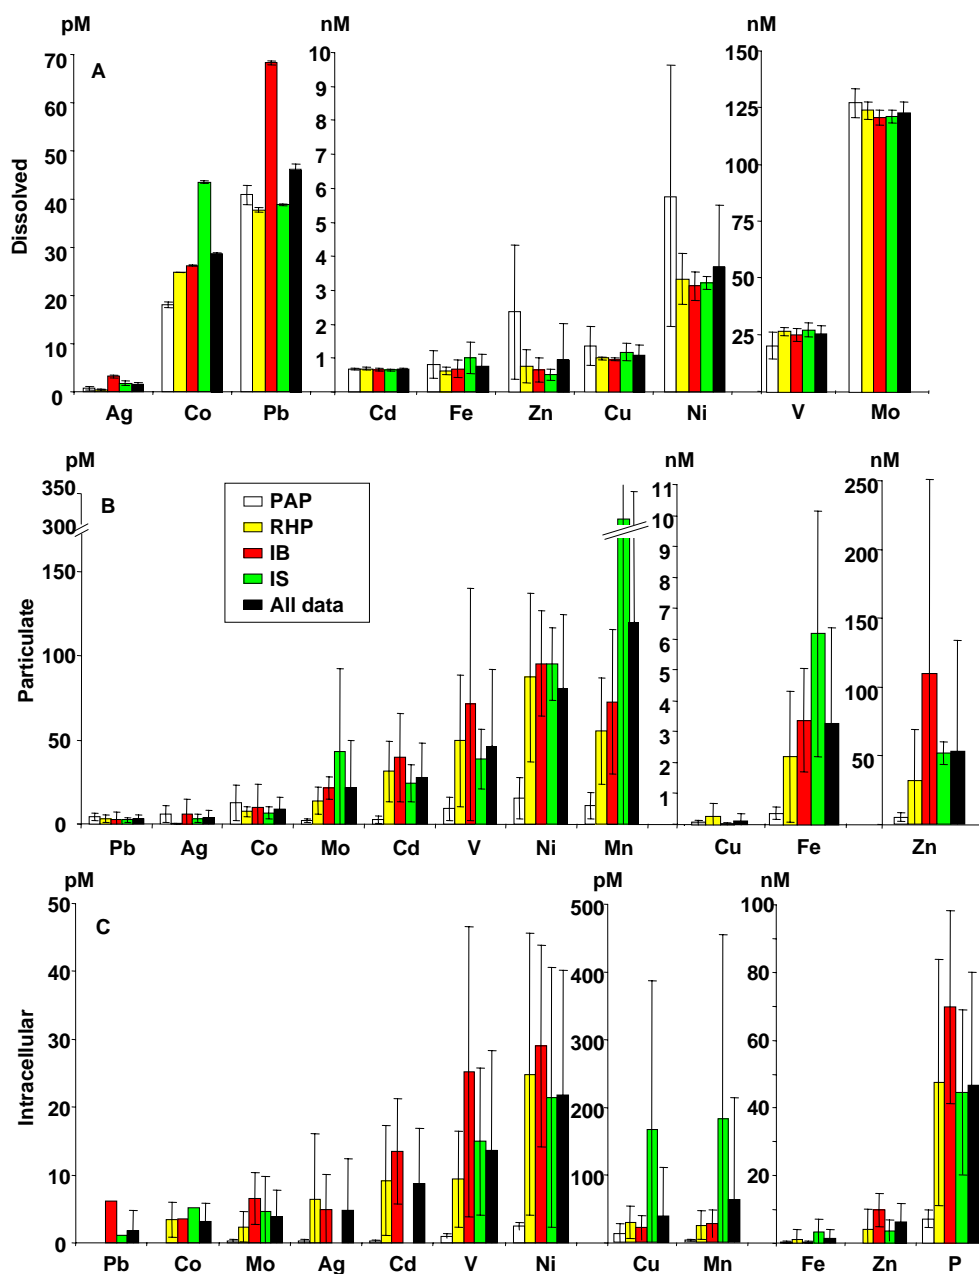 pM
nM
nM
A
Dissolved
70
60
50
40
30
20
10
0
10
9
8
7
6
5
4
3
2
1
150
125
100
75
50
25
Ag Co Pb Cd Fe Zn Cu Ni V Mo
pM
nM
nM
B
Particulate
350
300
150
100
50
0
PAP
RHP
IB
IS
All data
11
10
9
8
7
6
5
4
3
2
1
250
200
150
100
50
Pb Ag Co Mo Cd V Ni Mn Cu Fe Zn
pM
pM
nM
C
Intracellular
50
40
30
20
10
0
500
400
300
200
100
100
80
60
40
20
Pb Co Mo Ag Cd V Ni Cu Mn Fe Zn P